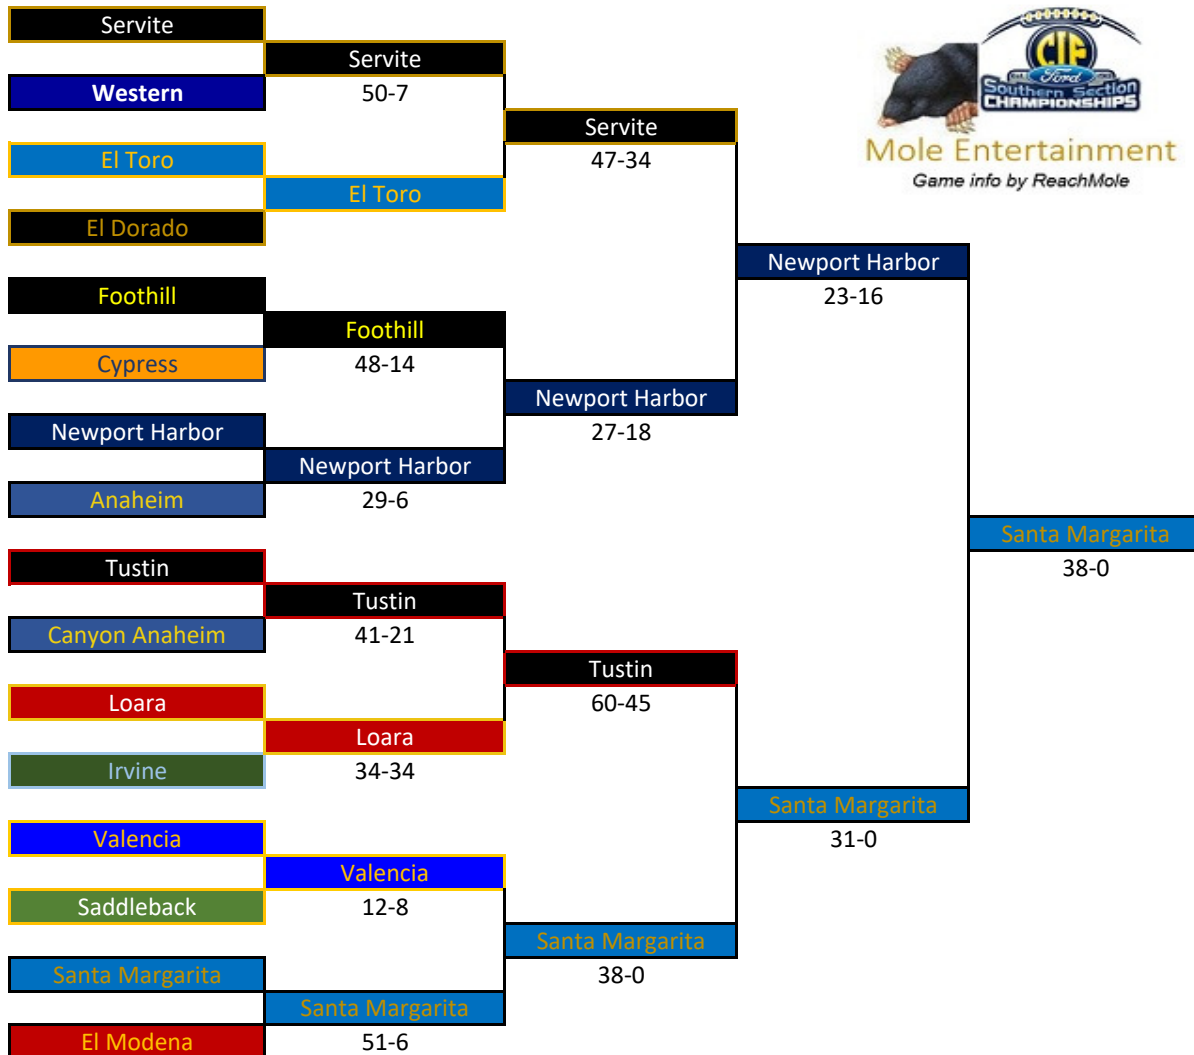 Servite
Servite
Western
50-7
Servite
El Toro
47-34
El Toro
El Dorado
Newport Harbor
Foothill
23-16
Foothill
Cypress
48-14
Newport Harbor
Newport Harbor
27-18
Newport Harbor
Anaheim
29-6
Santa Margarita
Tustin
38-0
Tustin
Canyon Anaheim
41-21
Tustin
Loara
60-45
Loara
Irvine
34-34
Santa Margarita
Valencia
31-0
Valencia
Saddleback
12-8
Santa Margarita
Santa Margarita
38-0
Santa Margarita
El Modena
51-6
CIF
Ford
Southern Section
CHAMPIONSHIPS
Mole Entertainment
Game info by ReachMole